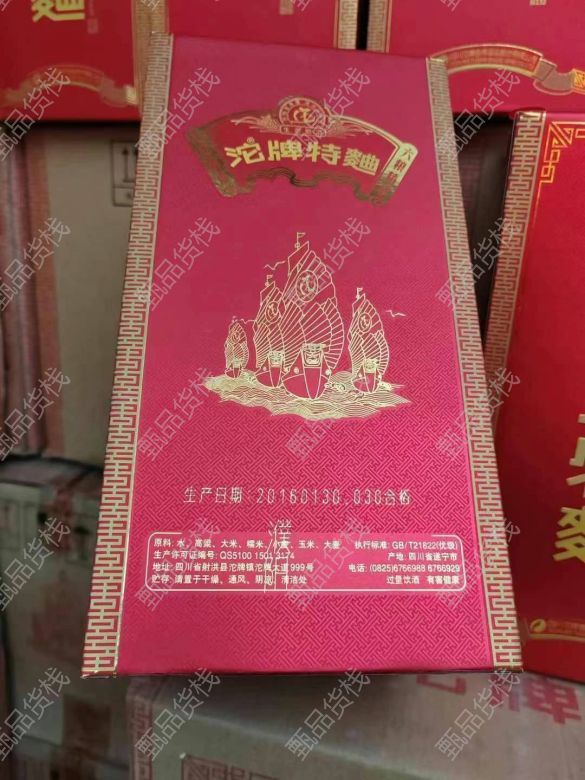 沱牌特麯
六粮
生产日期:20160130.030合格
原料: 水、高粱、大米、糯米、小麦、玉米、大麦 执行标准: GB/T21822(优级)
生产许可证编号: QS5100 1501 3174 产地: 四川省遂宁市
地址: 四川省射洪县沱牌镇沱牌大道999号 电话: (0825)6766988 6766929
贮存: 请置于干燥、通风、阴凉、清洁处 过量饮酒 有害健康
甄品货栈